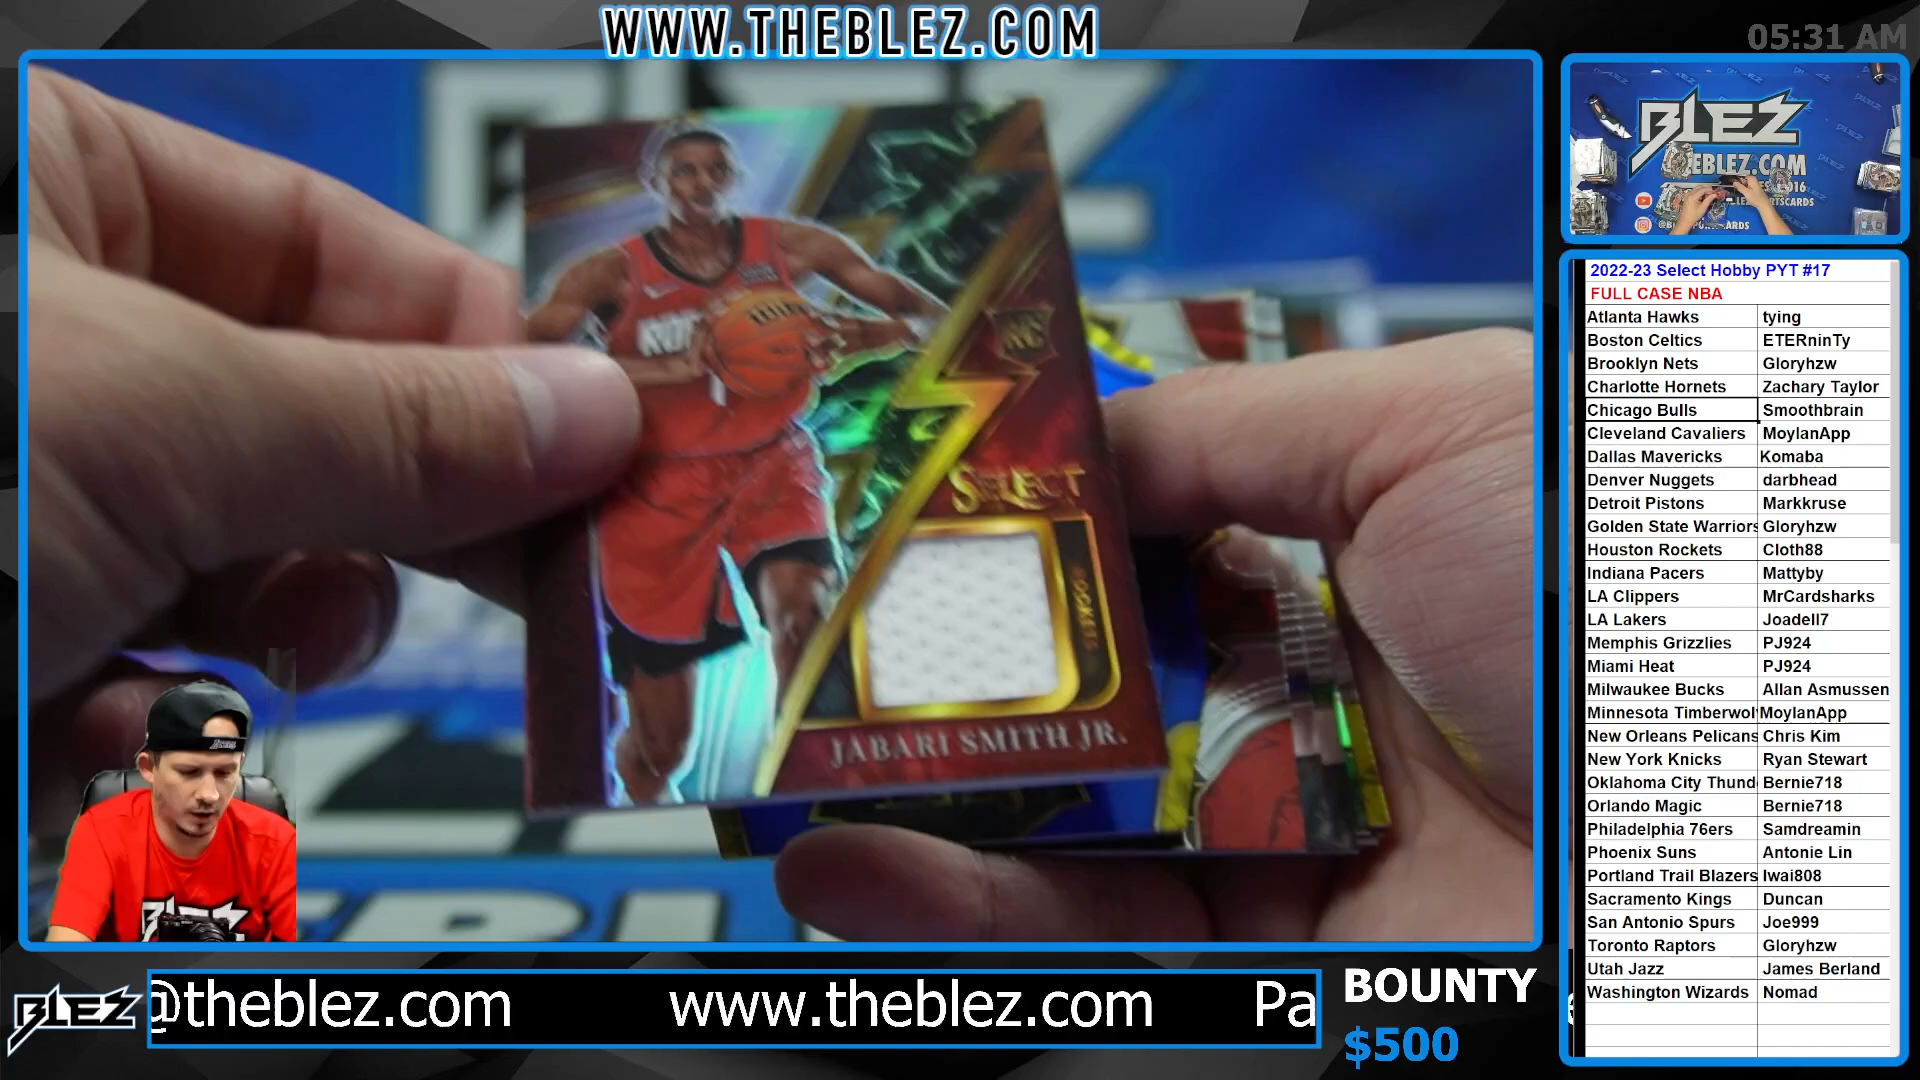 WWW.THEBLEZ.COM
05:31 AM
BLEZ
RC
SELECT
ROCKETS
JABARI SMITH JR.
2022-23 Select Hobby PYT #17
FULL CASE NBA
Atlanta Hawks tying
Boston Celtics ETERninTy
Brooklyn Nets Gloryhzw
Charlotte Hornets Zachary Taylor
Chicago Bulls Smoothbrain
Cleveland Cavaliers MoylanApp
Dallas Mavericks Komaba
Denver Nuggets darbhead
Detroit Pistons Markkruse
Golden State Warriors Gloryhzw
Houston Rockets Cloth88
Indiana Pacers Mattyby
LA Clippers MrCardsharks
LA Lakers Joadell7
Memphis Grizzlies PJ924
Miami Heat PJ924
Milwaukee Bucks Allan Asmussen
Minnesota Timberwol MoylanApp
New Orleans Pelicans Chris Kim
New York Knicks Ryan Stewart
Oklahoma City Thund Bernie718
Orlando Magic Bernie718
Philadelphia 76ers Samdreamin
Phoenix Suns Antonie Lin
Portland Trail Blazers Iwai808
Sacramento Kings Duncan
San Antonio Spurs Joe999
Toronto Raptors Gloryhzw
Utah Jazz James Berland
Washington Wizards Nomad
BLEZ
BLEZ
@theblez.com www.theblez.com Pa
BOUNTY
$500